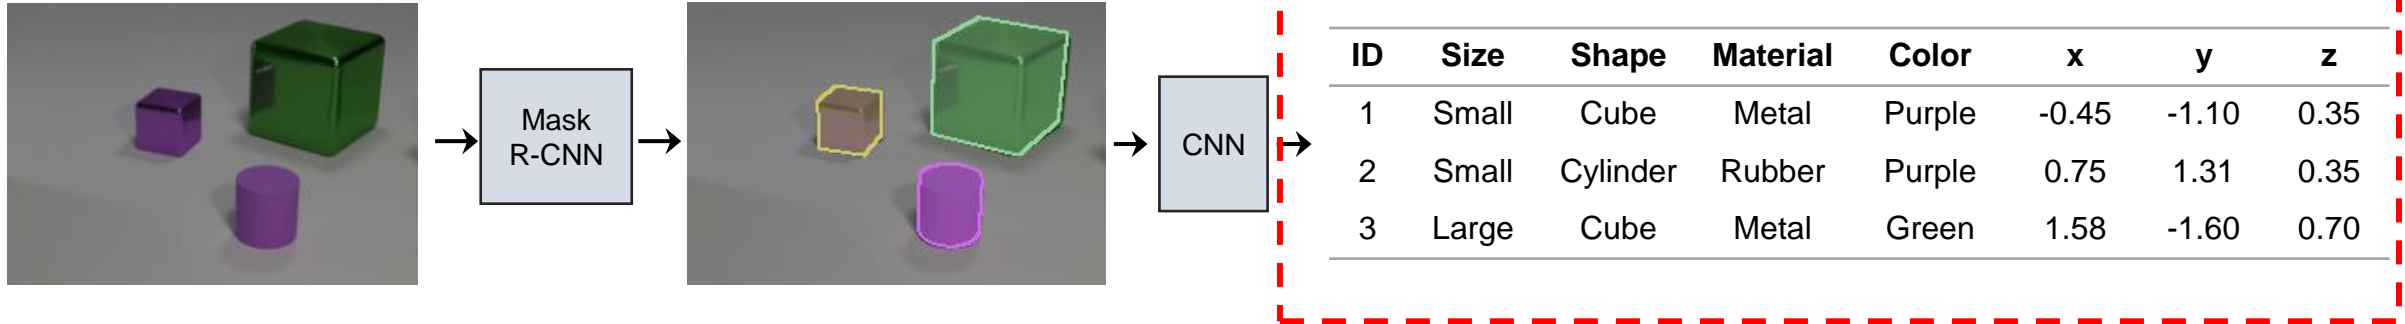 Mask
R-CNN
CNN
ID Size Shape Material Color x y z
1 Small Cube Metal Purple -0.45 -1.10 0.35
2 Small Cylinder Rubber Purple 0.75 1.31 0.35
3 Large Cube Metal Green 1.58 -1.60 0.70